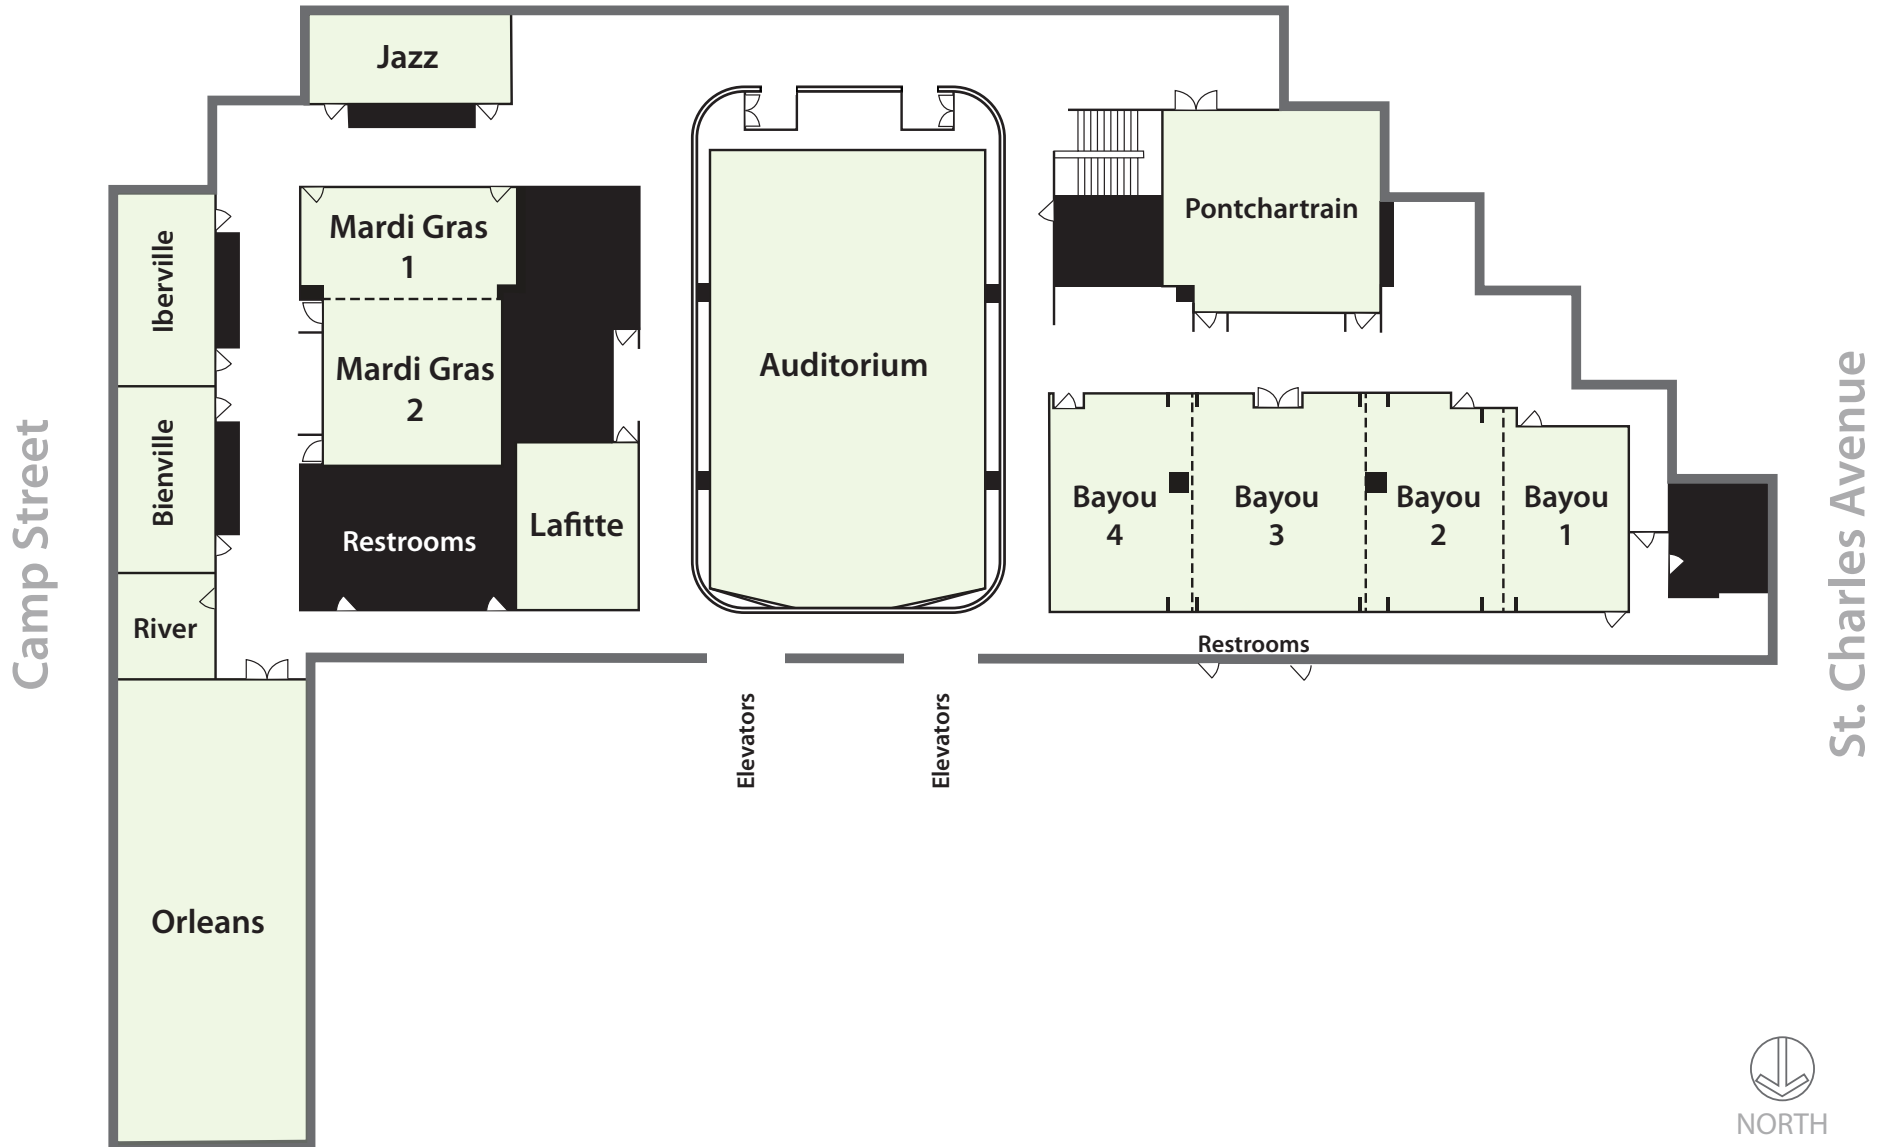 Jazz
Mardi Gras
1
Iberville
Pontchartrain
Mardi Gras
2
Auditorium
Camp Street
Bienville
Restrooms
Lafitte
Bayou
4
Bayou
3
Bayou
2
Bayou
1
St. Charles Avenue
River
Restrooms
Elevators
Elevators
Orleans
NORTH